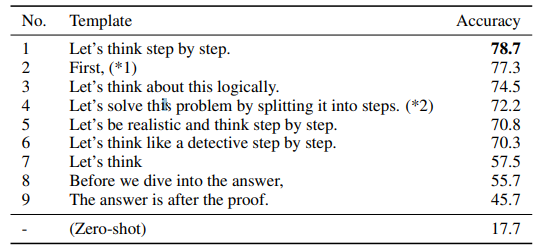 No. Template Accuracy
1 Let's think step by step. 78.7
2 First, (*1) 77.3
3 Let's think about this logically. 74.5
4 Let's solve this problem by splitting it into steps. (*2) 72.2
5 Let's be realistic and think step by step. 70.8
6 Let's think like a detective step by step. 70.3
7 Let's think 57.5
8 Before we dive into the answer, 55.7
9 The answer is after the proof. 45.7
- (Zero-shot) 17.7